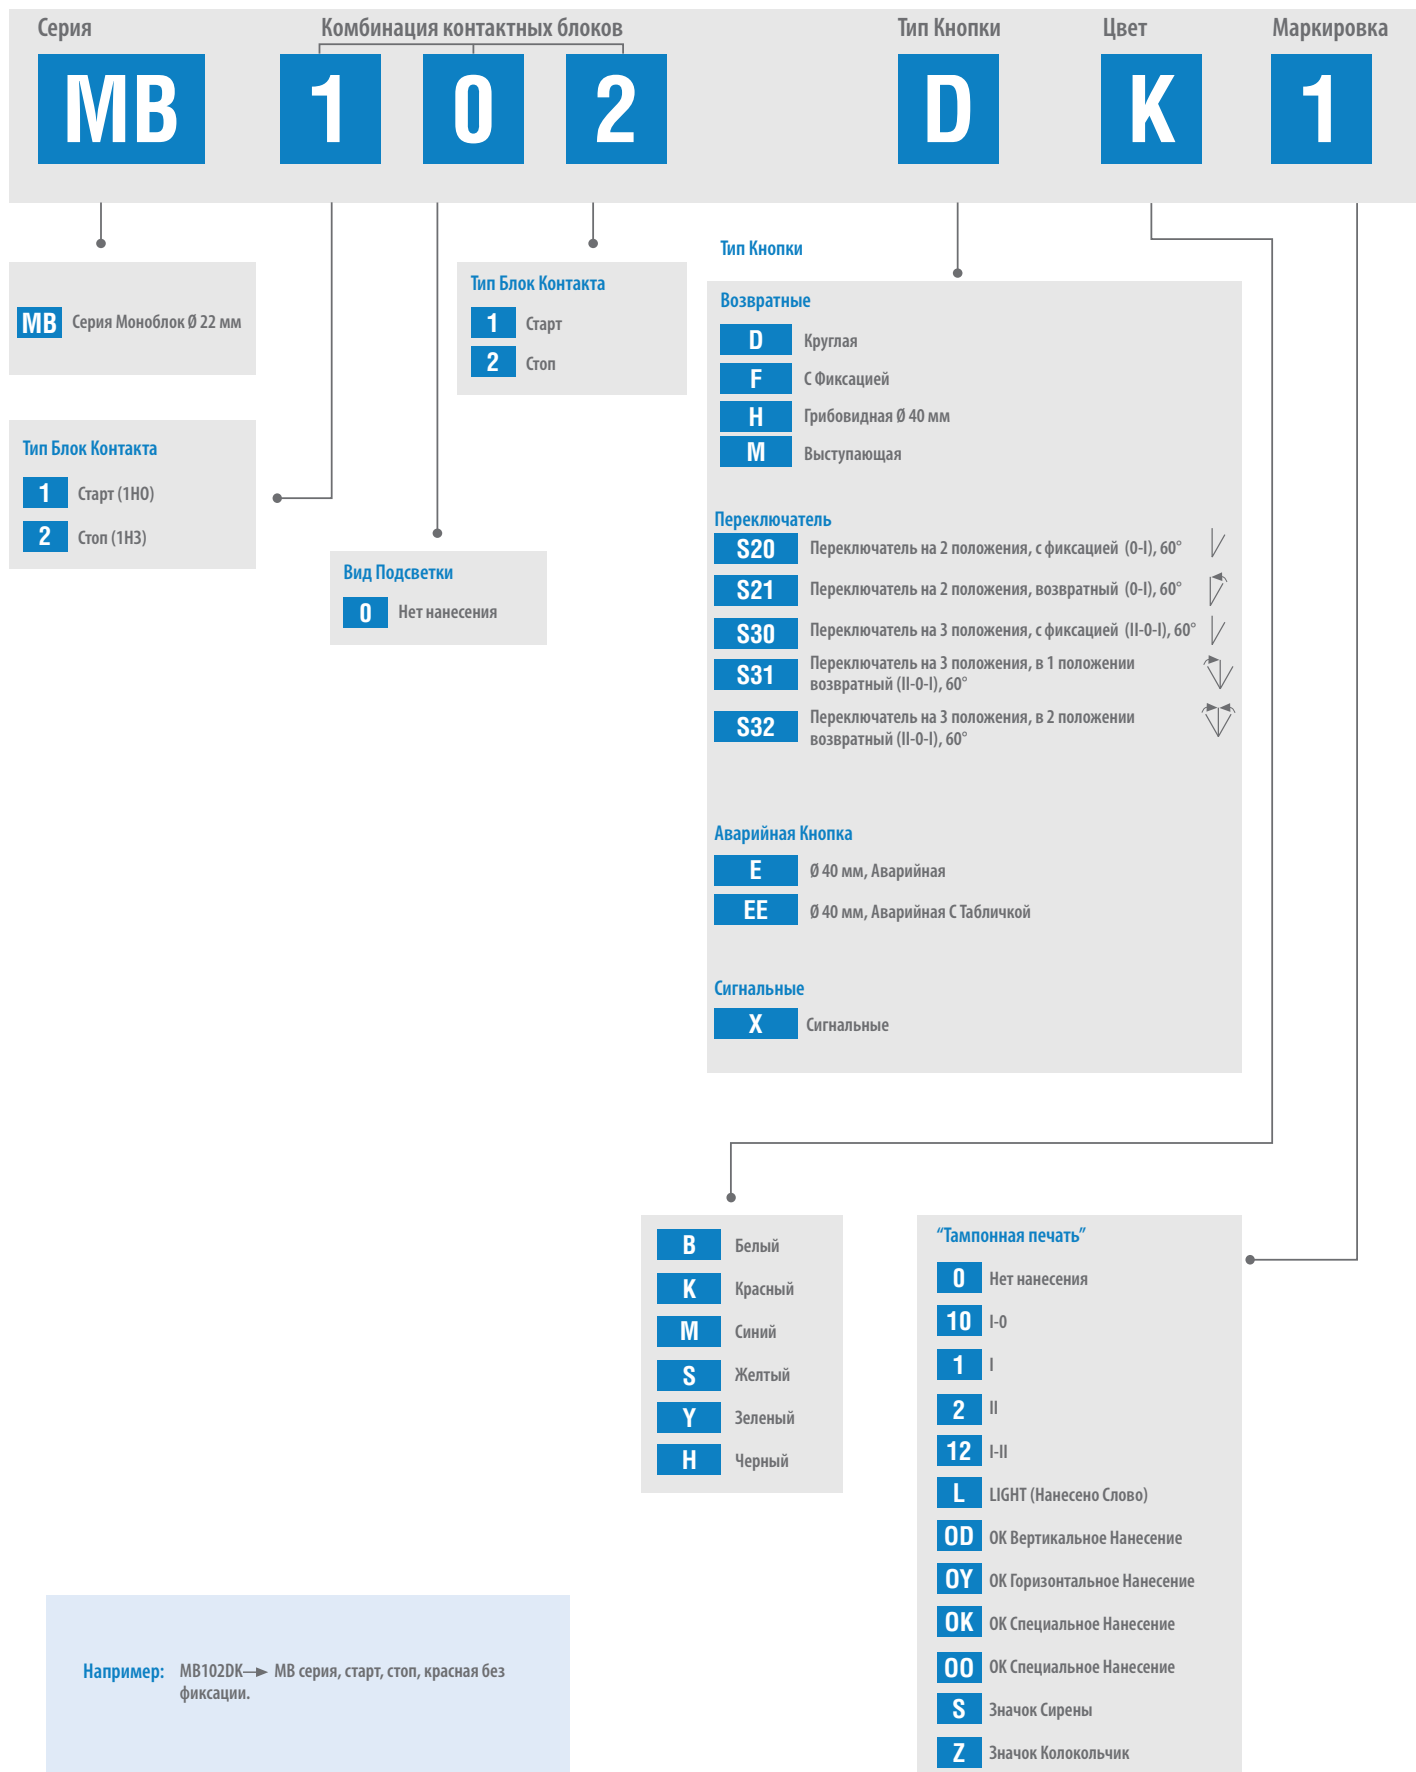 Серия
Комбинация контактных блоков
Тип Кнопки
Цвет
Маркировка
MB
1
0
2
D
K
1
MB Серия Моноблок Ø 22 мм
Тип Блок Контакта
1 Старт (1НО)
2 Стоп (1НЗ)
Вид Подсветки
0 Нет нанесения
Тип Блок Контакта
1 Старт
2 Стоп
Тип Кнопки
Возвратные
D Круглая
F С Фиксацией
H Грибовидная Ø 40 мм
M Выступающая
Переключатель
S20 Переключатель на 2 положения, с фиксацией (0-I), 60°
S21 Переключатель на 2 положения, возвратный (0-I), 60°
S30 Переключатель на 3 положения, с фиксацией (II-0-I), 60°
S31 Переключатель на 3 положения, в 1 положении
возвратный (II-0-I), 60°
S32 Переключатель на 3 положения, в 2 положении
возвратный (II-0-I), 60°
Аварийная Кнопка
E Ø 40 мм, Аварийная
EE Ø 40 мм, Аварийная С Табличкой
Сигнальные
X Сигнальные
B Белый
K Красный
M Синий
S Желтый
Y Зеленый
H Черный
“Тампонная печать”
0 Нет нанесения
10 I-0
1 I
2 II
12 I-II
L LIGHT (Нанесено Слово)
OD OK Вертикальное Нанесение
OY OK Горизонтальное Нанесение
OK OK Специальное Нанесение
OO OK Специальное Нанесение
S Значок Сирены
Z Значок Колокольчик
Например: MB102DK MB серия, старт, стоп, красная без
фиксации.